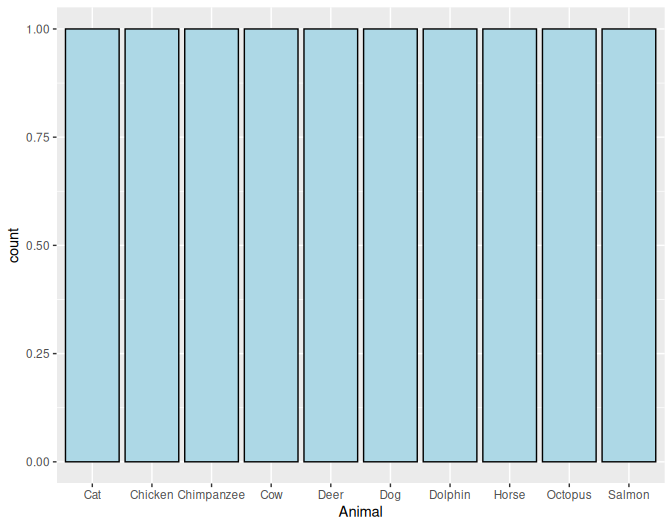 1.00
0.75
0.50
0.25
0.00
count
Cat Chicken Chimpanzee Cow Deer Dog Dolphin Horse Octopus Salmon
Animal